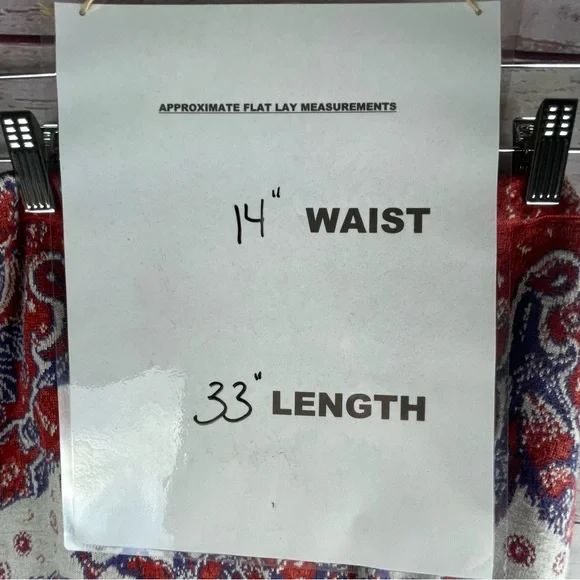 APPROXIMATE FLAT LAY MEASUREMENTS
14" WAIST
33" LENGTH